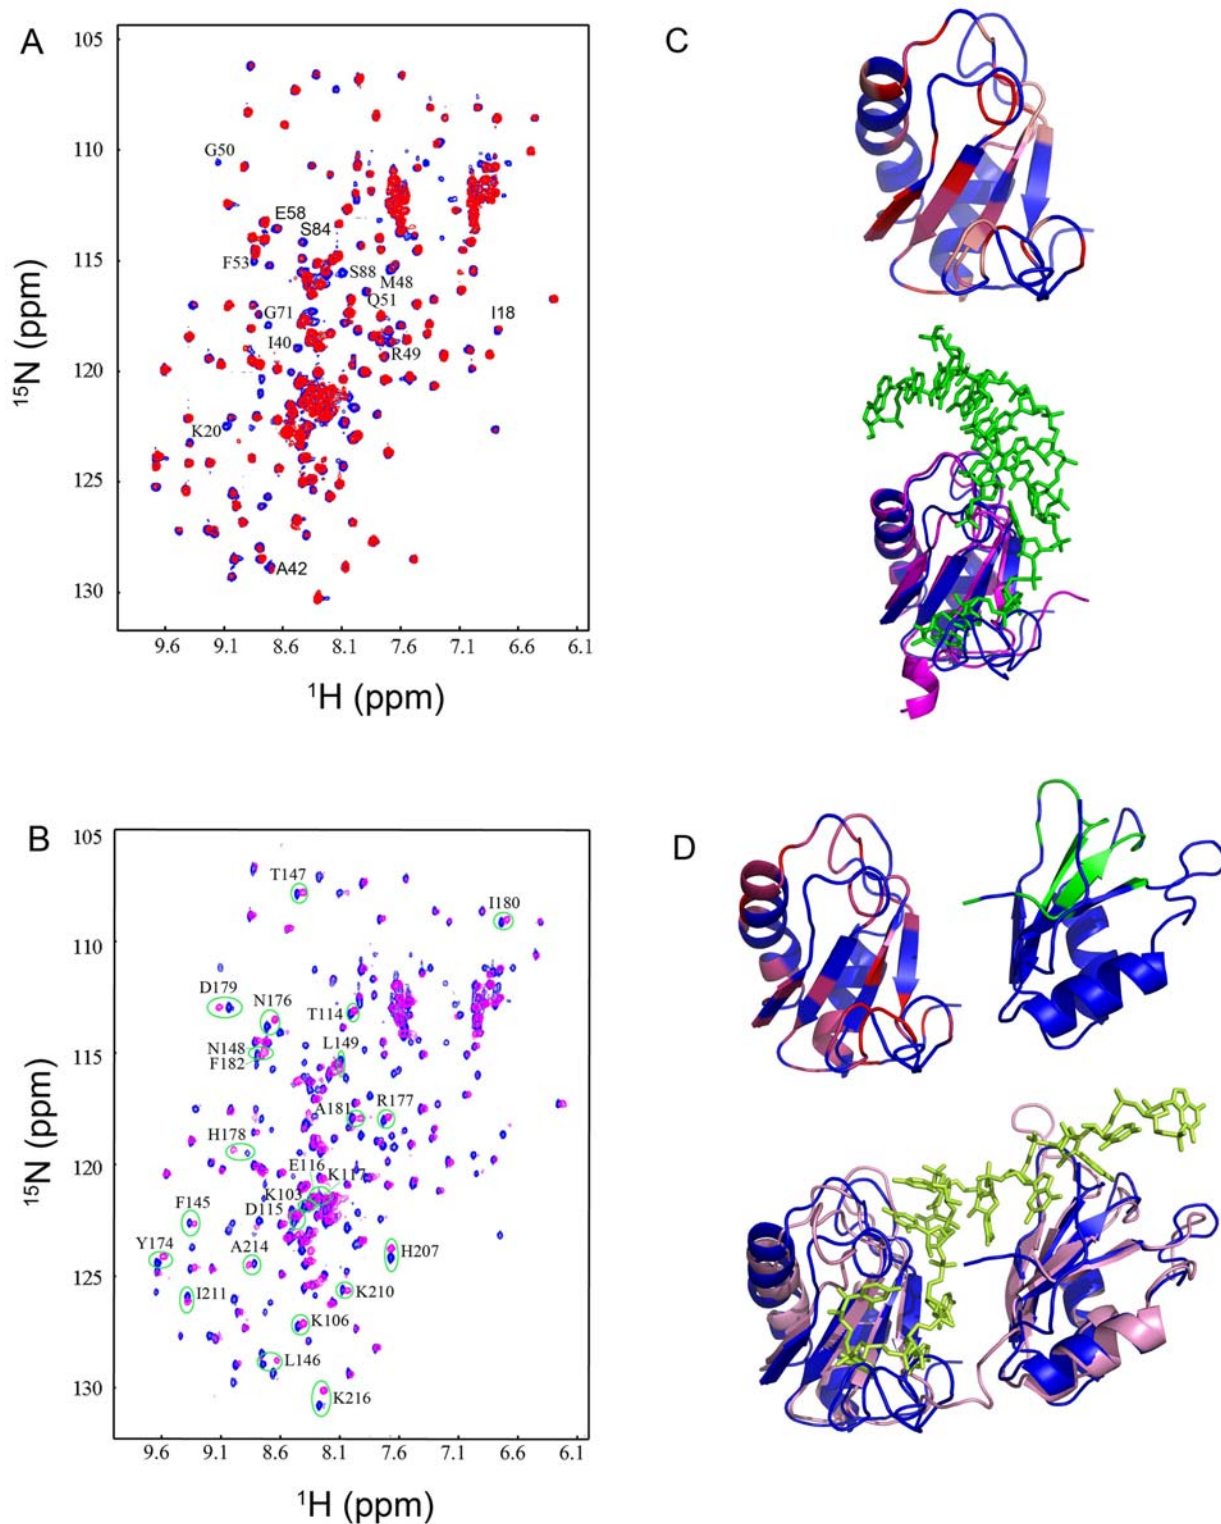 A
105
110
115
120
125
130
G50
E58
S84
F53
S88
M48
Q51
G71
I18
I40
R49
K20
A42
9.6 9.1 8.6 8.1 7.6 7.1 6.1
¹⁵N (ppm)
¹H (ppm)
C
B
105
110
115
120
125
130
T147
I180
D179
N176
T114
N148
L149
F182
A181
R177
H178
E116
K117
K103
F145
D115
Y174
A214
H207
I211
K210
K106
L146
K216
9.6 9.1 8.6 8.1 7.6 7.1 6.1
¹⁵N (ppm)
¹H (ppm)
D